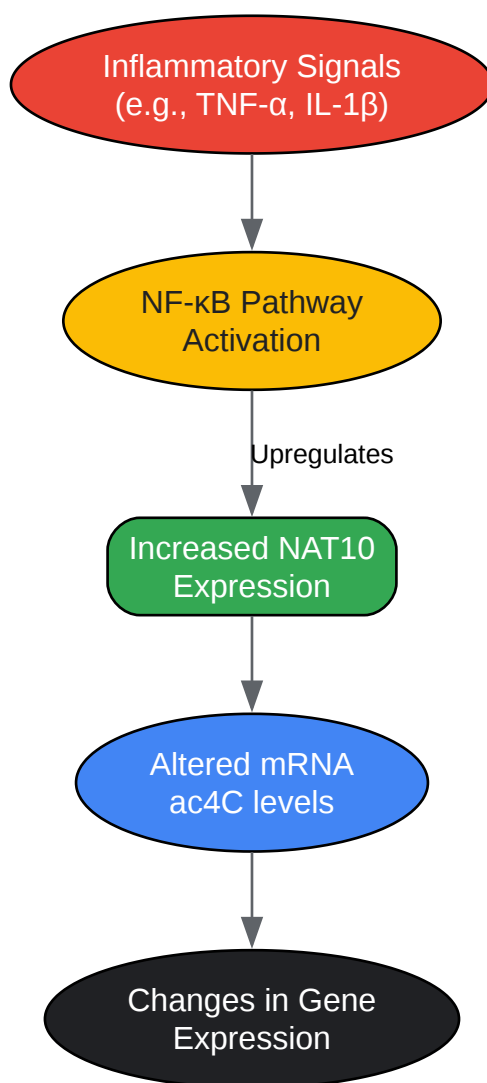 Inflammatory Signals
(e.g., TNF-α, IL-1β)
NF-κB Pathway
Activation
Upregulates
Increased NAT10
Expression
Altered mRNA
ac4C levels
Changes in Gene
Expression